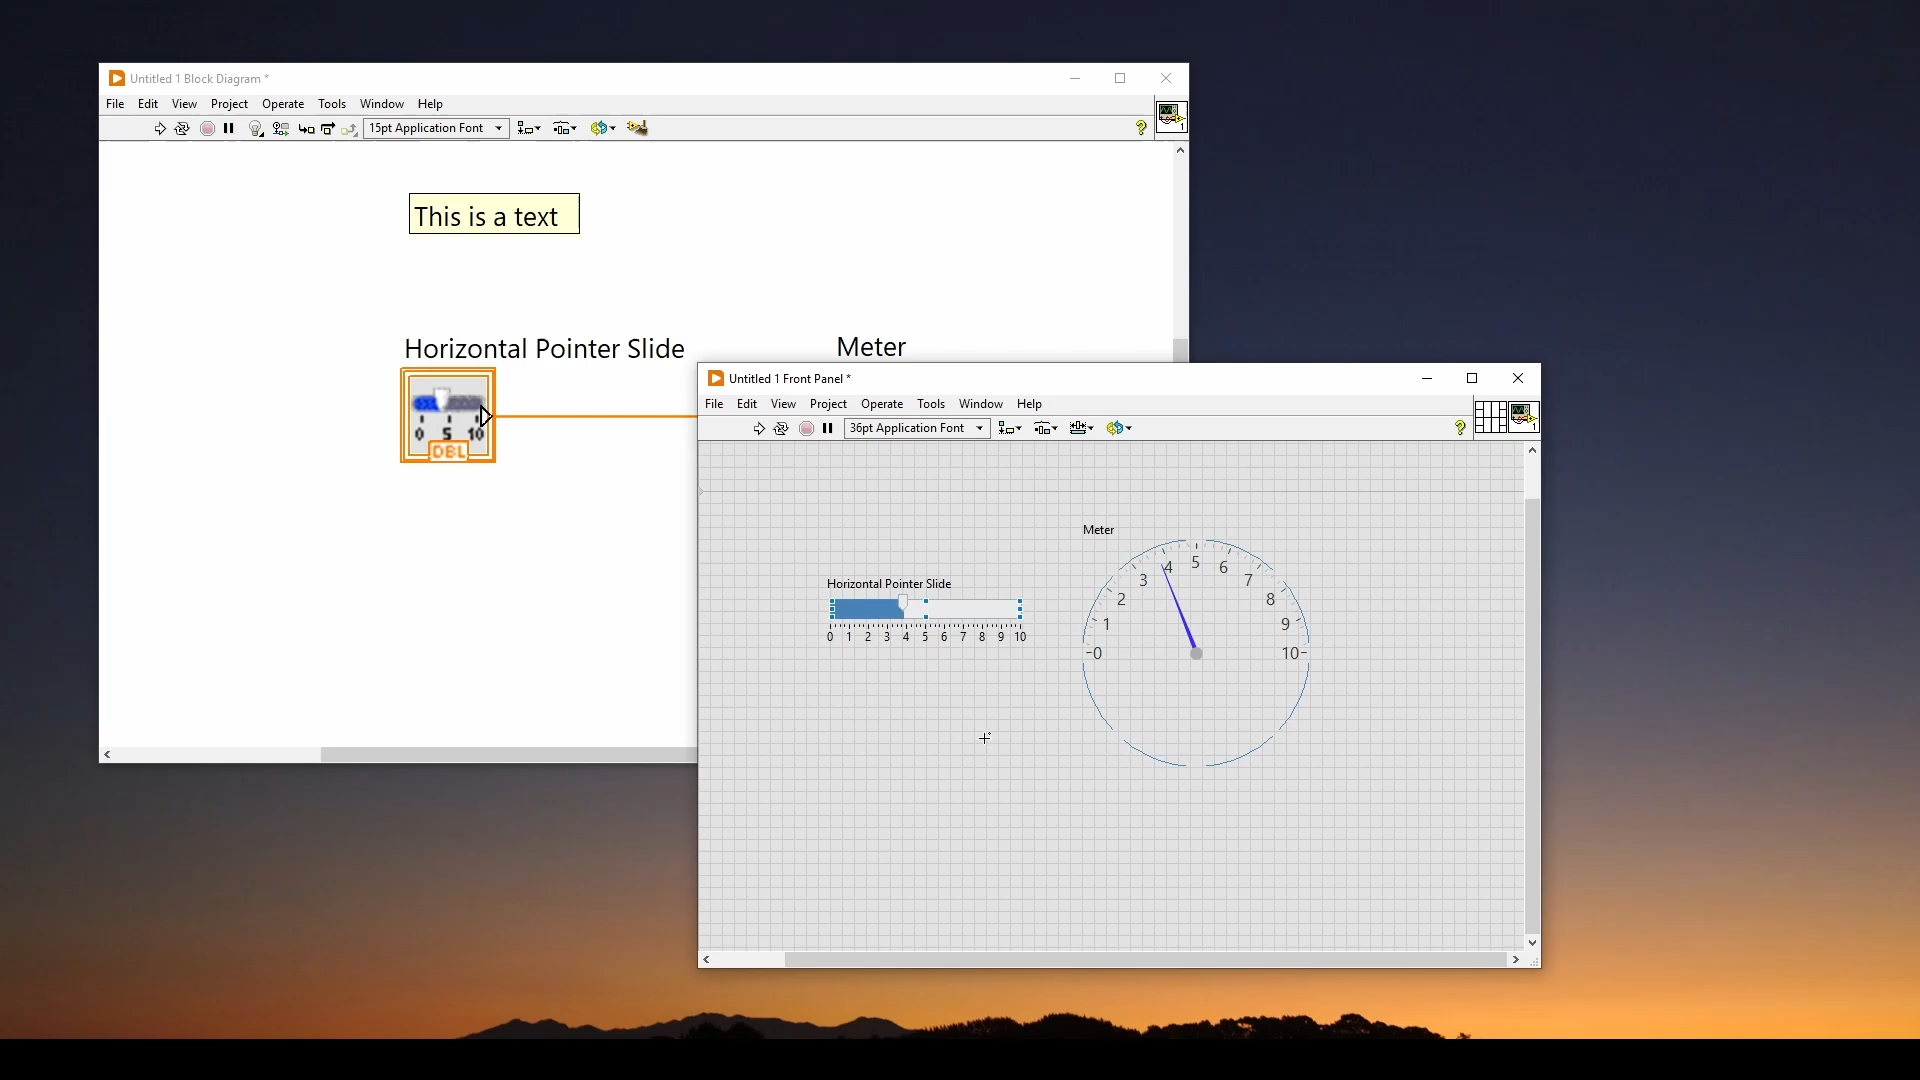 Untitled 1 Block Diagram *
File Edit View Project Operate Tools Window Help
15pt Application Font
?
1
This is a text
Horizontal Pointer Slide
Meter
0 5 10
DBL
Untitled 1 Front Panel *
File Edit View Project Operate Tools Window Help
36pt Application Font
?
1
Meter
Horizontal Pointer Slide
0 1 2 3 4 5 6 7 8 9 10
0 1 2 3 4 5 6 7 8 9 10